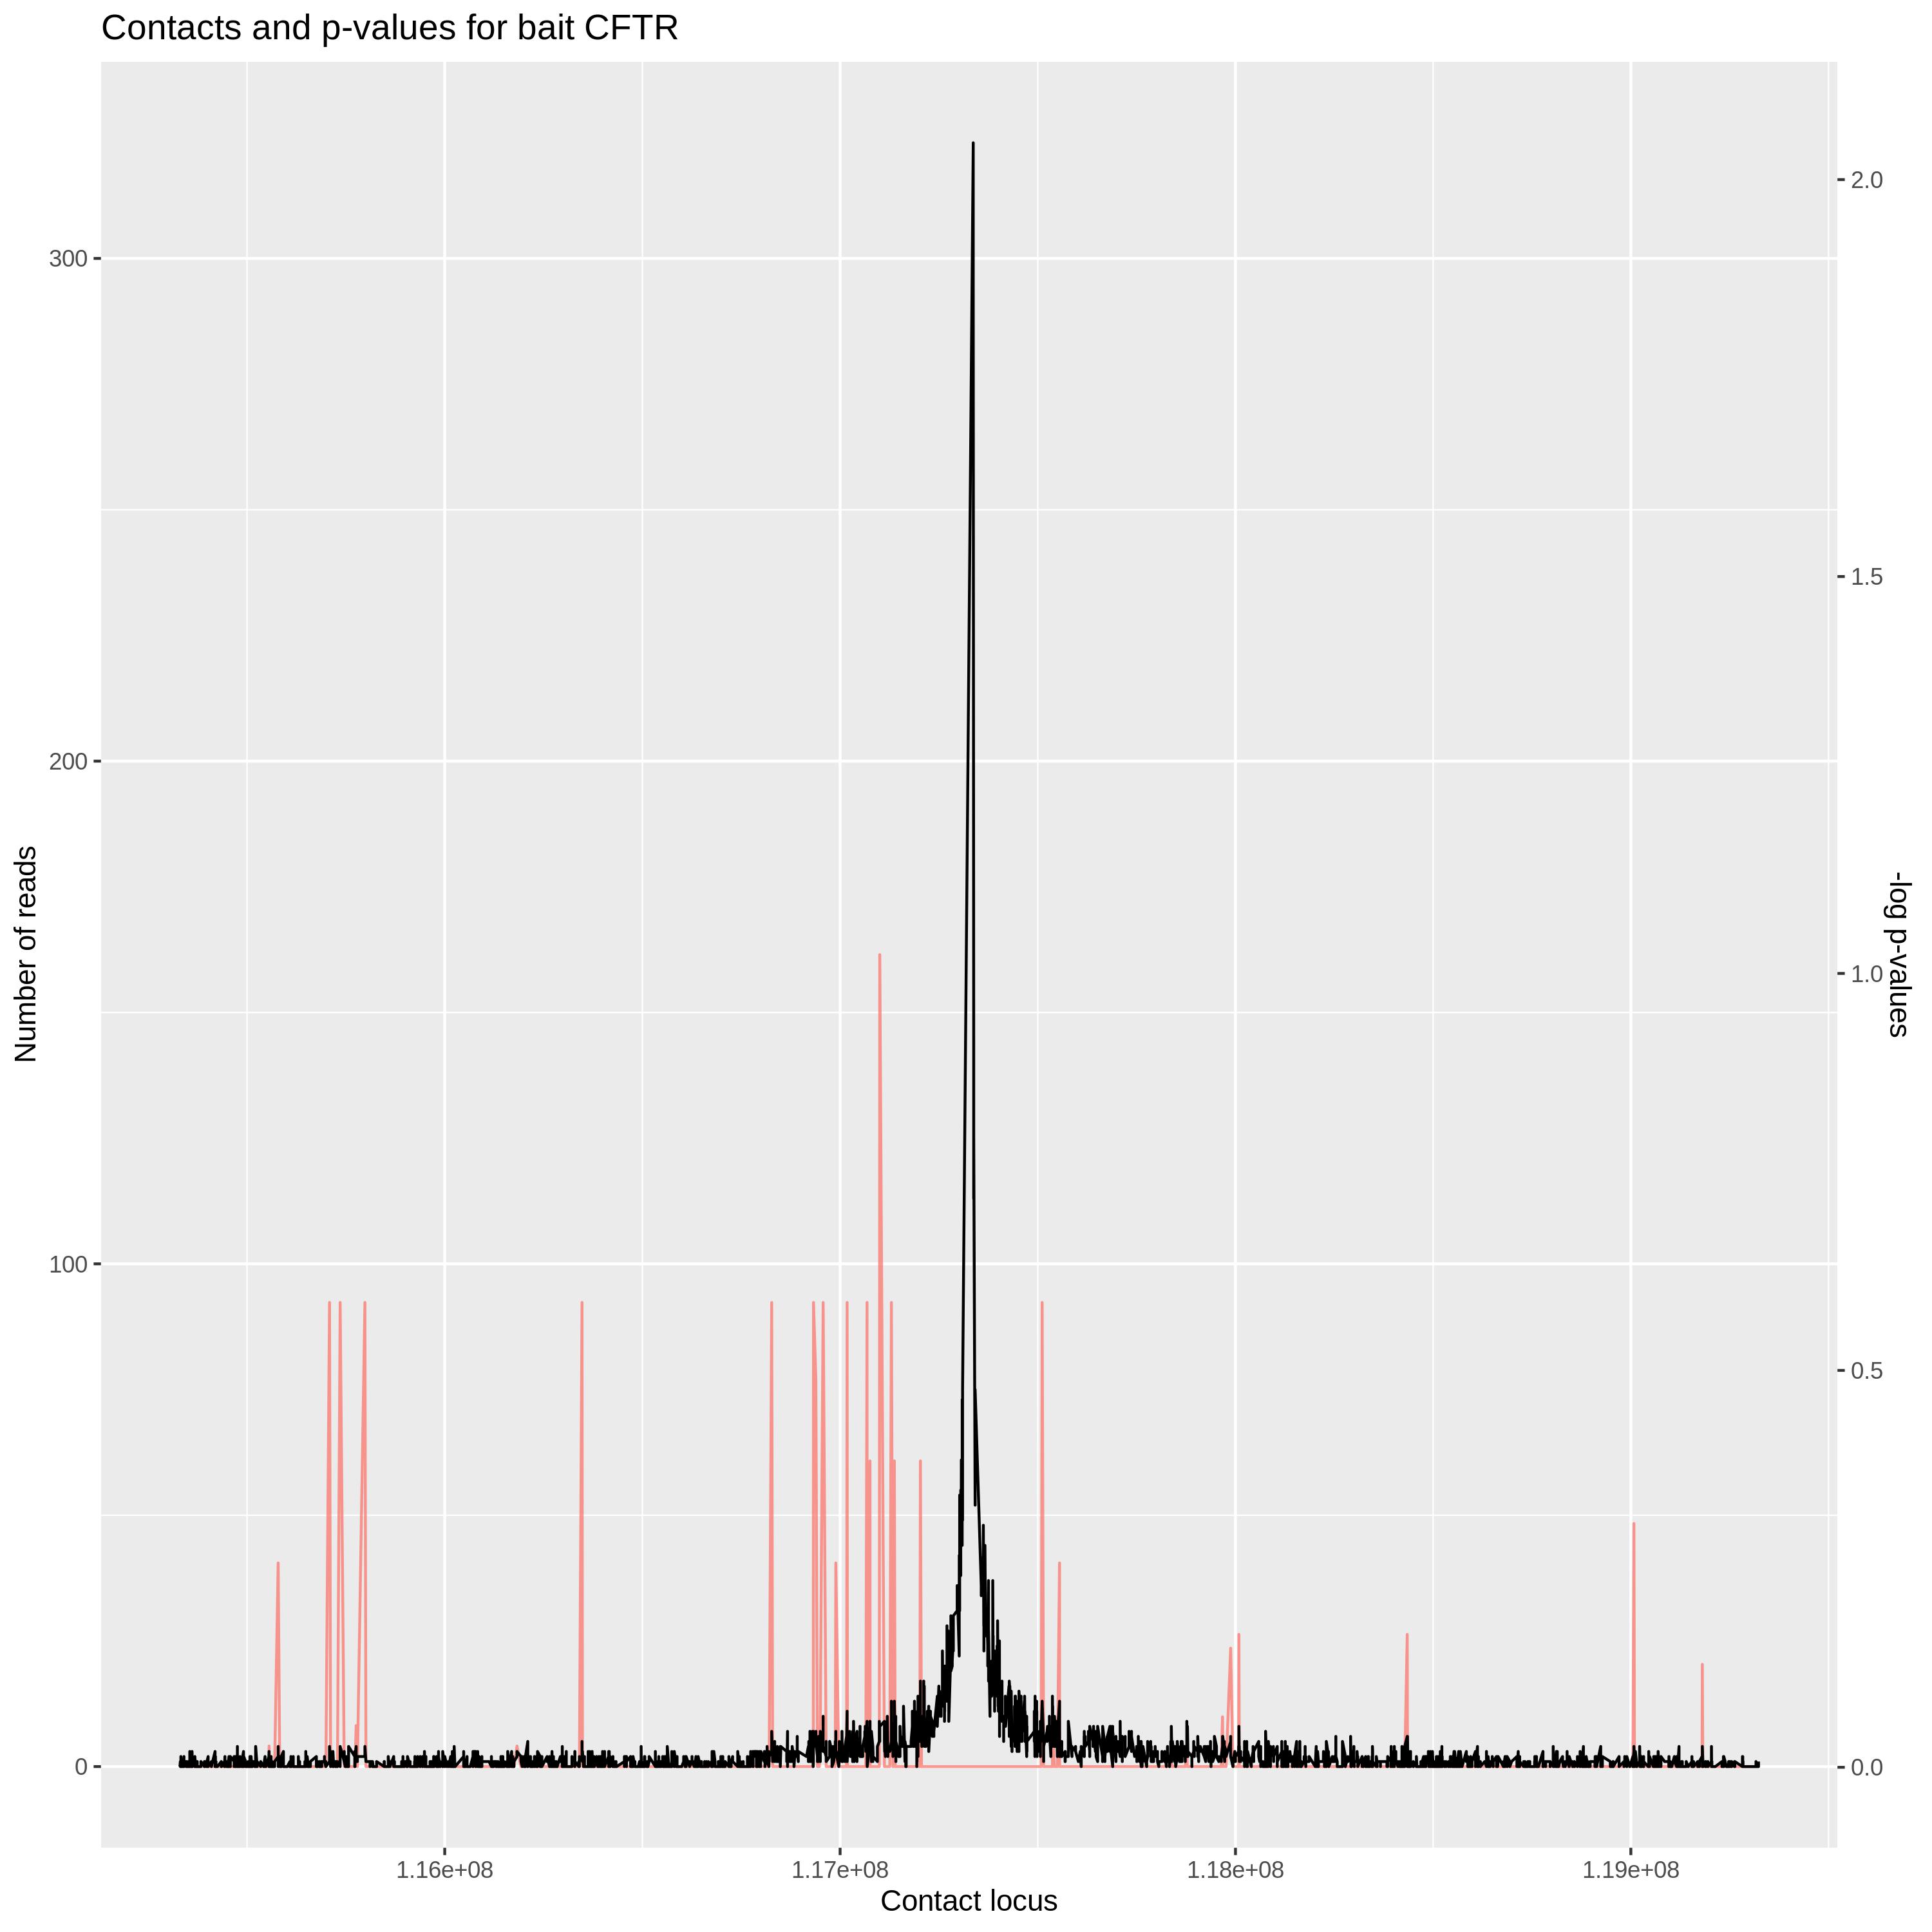 Contacts and p-values for bait CFTR
300
200
100
0
Number of reads
2.0
1.5
1.0
0.5
0.0
-log p-values
1.16e+08
1.17e+08
1.18e+08
1.19e+08
Contact locus